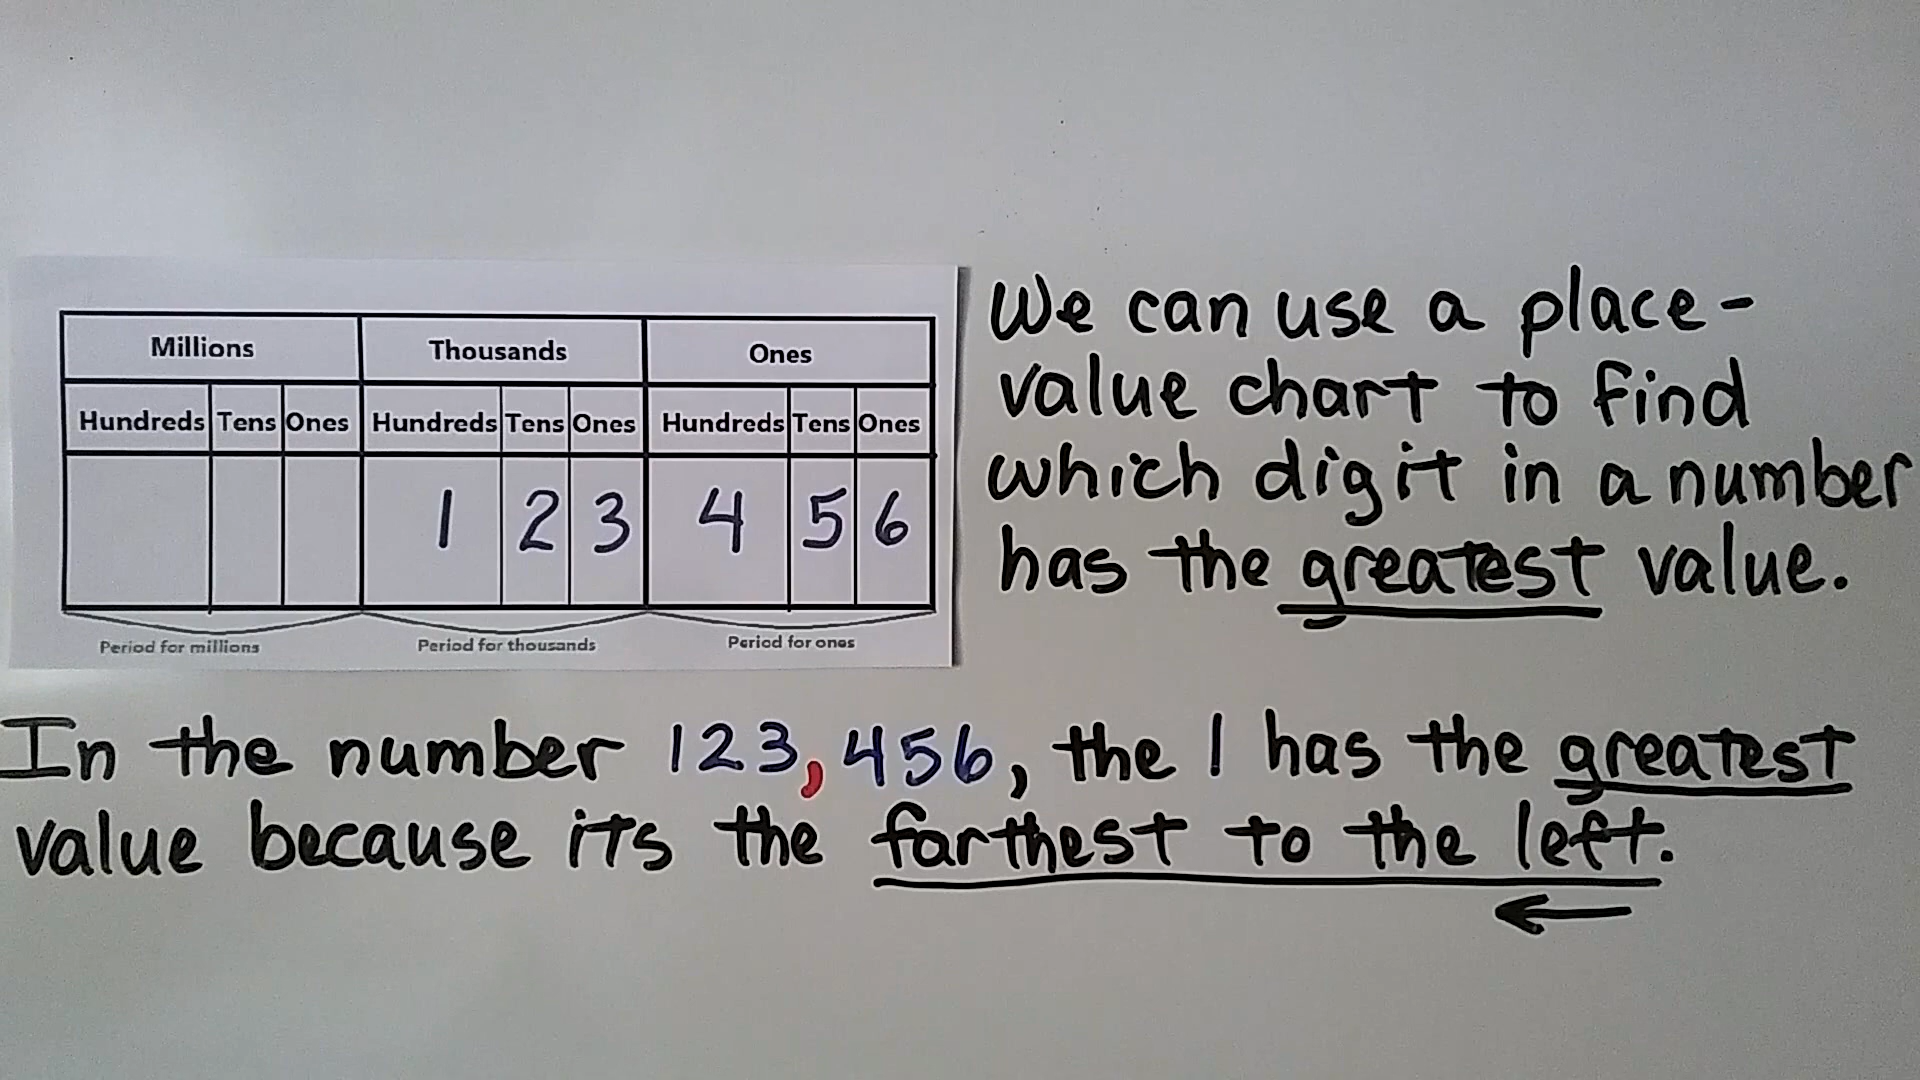 Millions Thousands Ones
Hundreds Tens Ones Hundreds Tens Ones Hundreds Tens Ones
1 2 3 4 5 6
Period for millions Period for thousands Period for ones
We can use a place-
value chart to find
which digit in a number
has the greatest value.
In the number 123,456, the 1 has the greatest
value because its the farthest to the left.